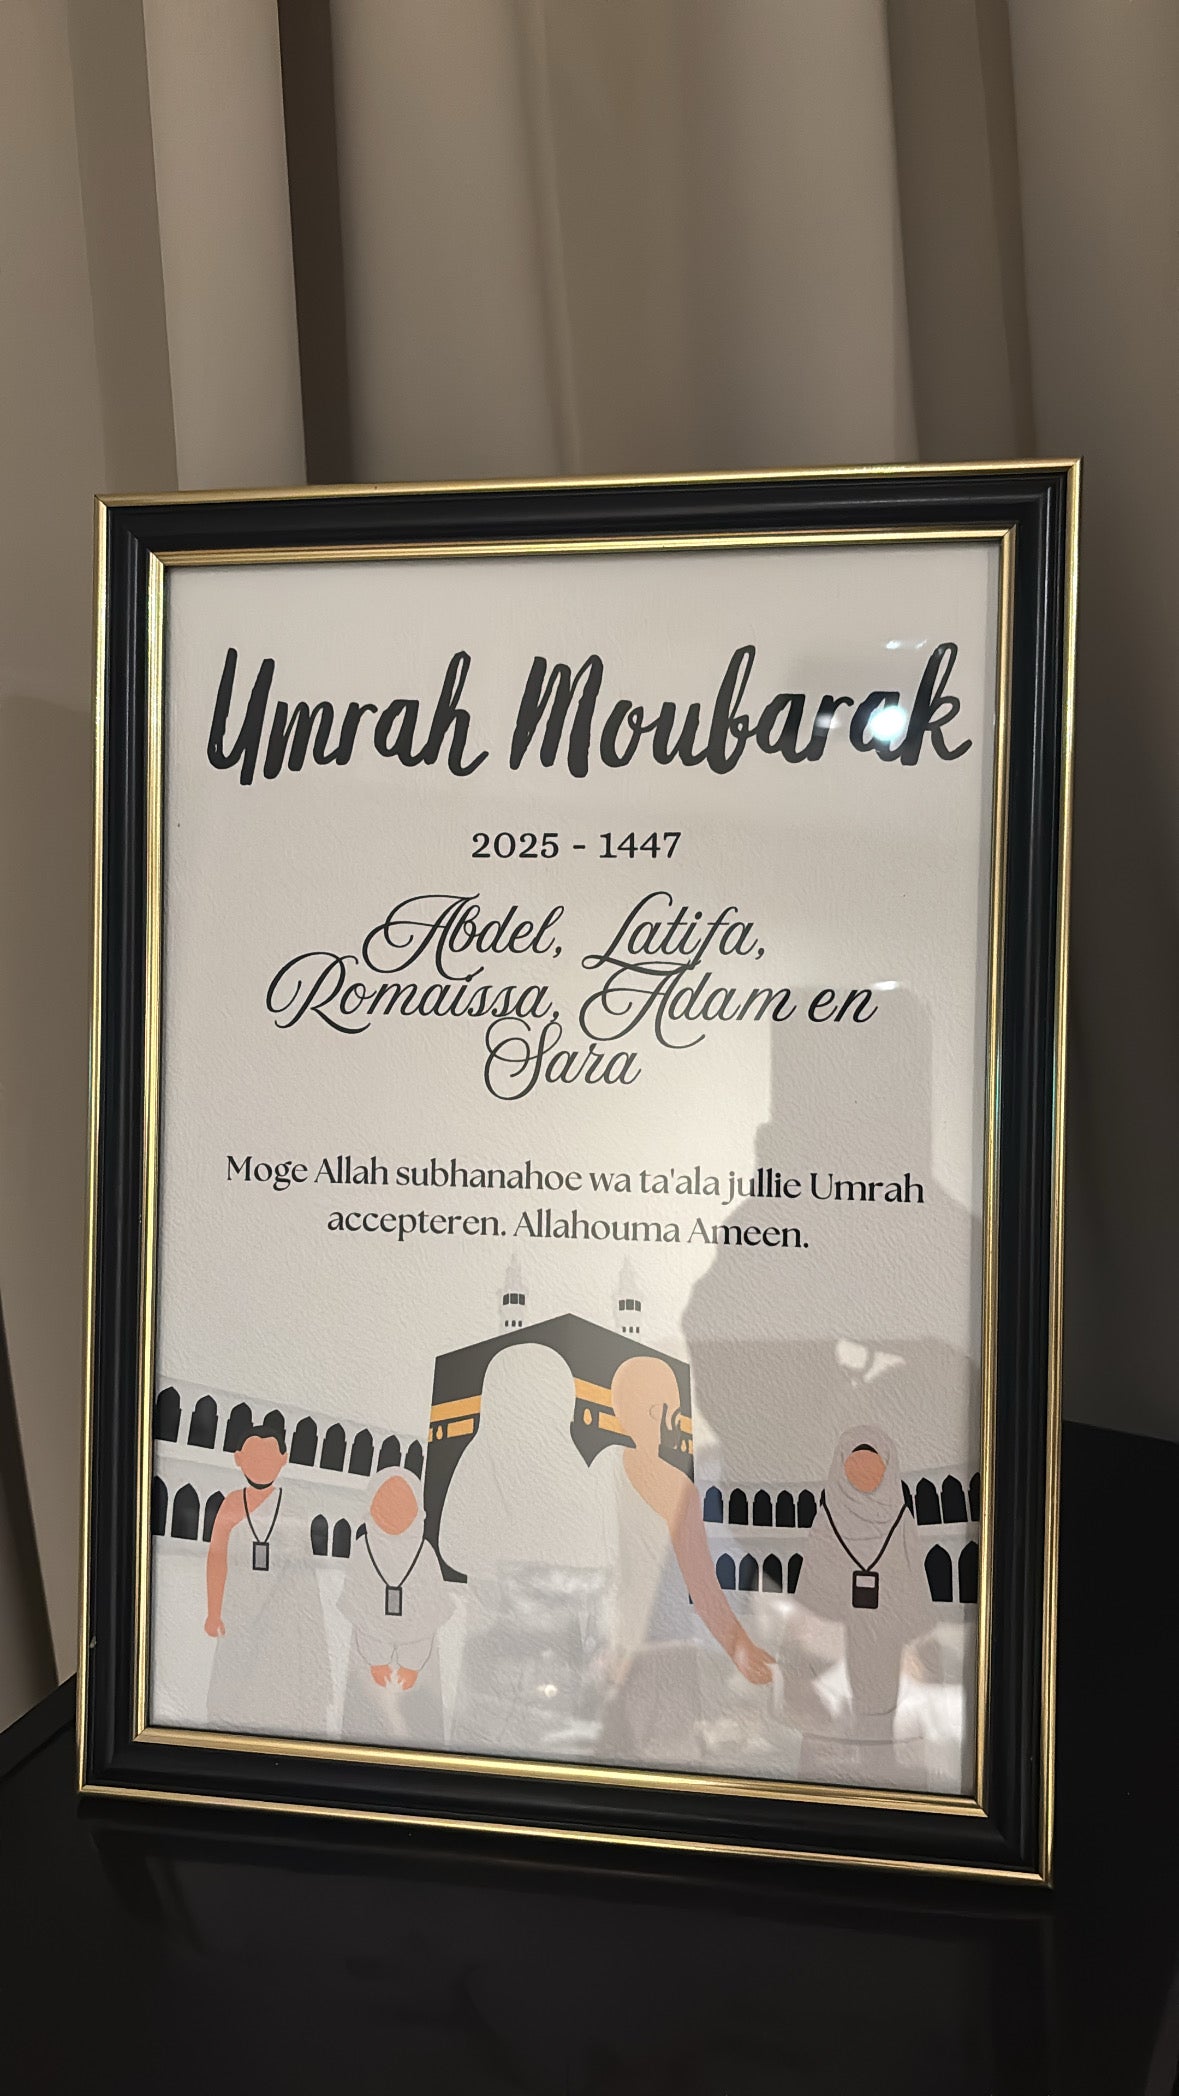 Umrah Moubarak
2025 - 1447
Abdel, Latifa,
Romaissa, Adam en
Sara
Moge Allah subhanahoe wa ta'ala jullie Umrah
accepteren. Allahouma Ameen.